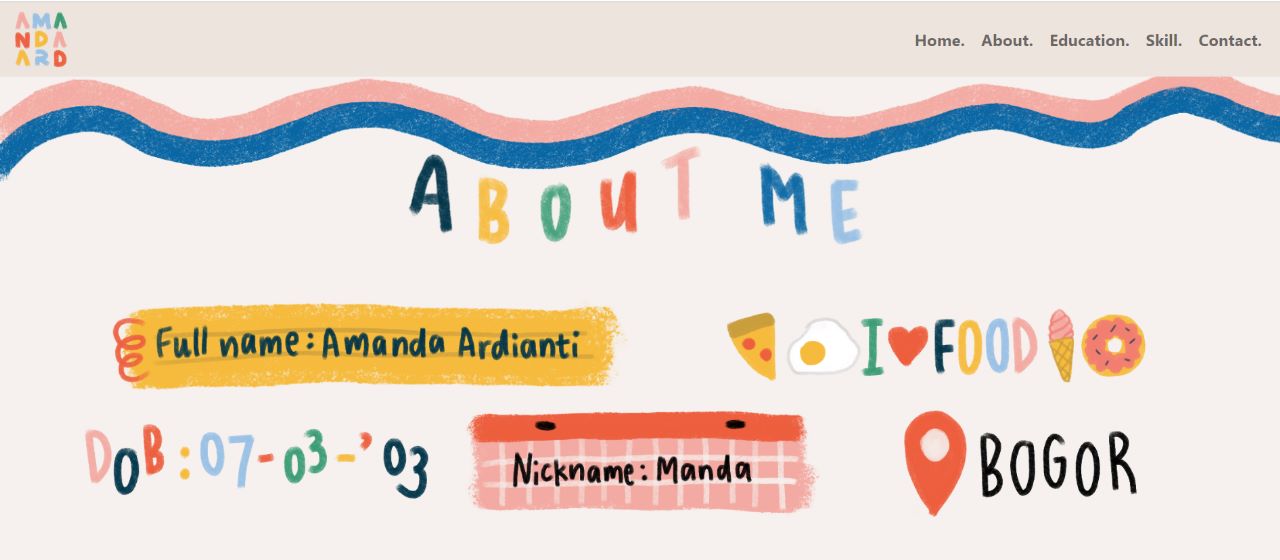 AMA
NDA
ARD
Home. About. Education. Skill. Contact.
ABOUT ME
Full name: Amanda Ardianti
I ♥ FOOD
DOB: 07-03-'03
Nickname: Manda
BOGOR